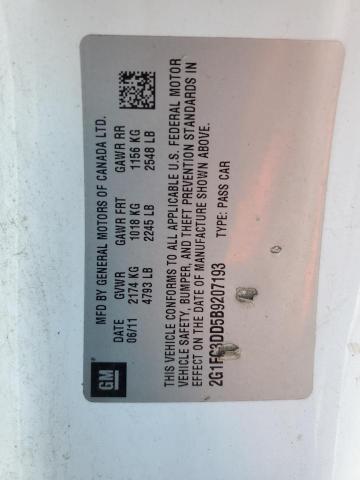 GM
MFD BY GENERAL MOTORS OF CANADA LTD.
DATE GVWR GAWR FRT GAWR RR
06/11 2174 KG 1018 KG 1156 KG
4793 LB 2245 LB 2548 LB
THIS VEHICLE CONFORMS TO ALL APPLICABLE U.S. FEDERAL MOTOR
VEHICLE SAFETY, BUMPER, AND THEFT PREVENTION STANDARDS IN
EFFECT ON THE DATE OF MANUFACTURE SHOWN ABOVE.
2G1FC3DD5B9207193 TYPE: PASS CAR